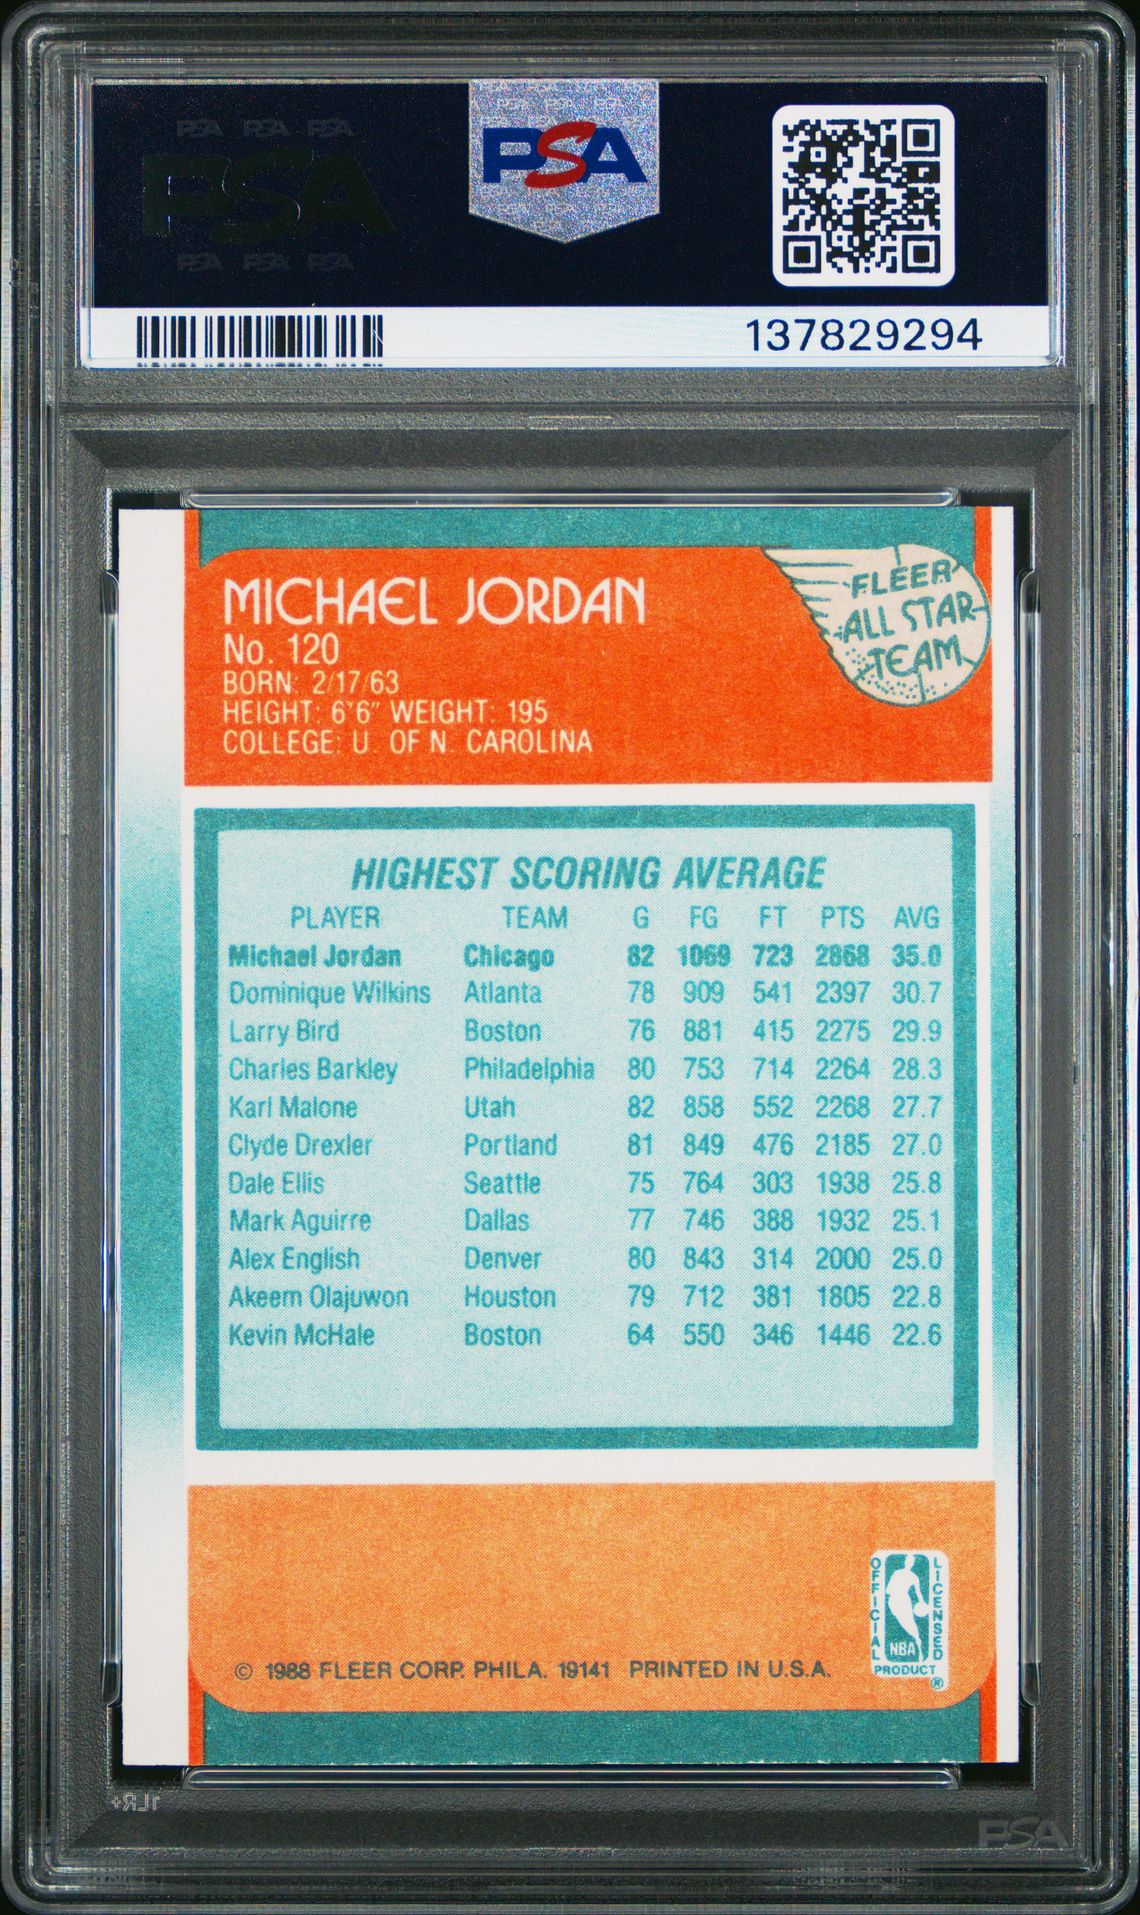 PSA PSA PSA
PSA
PSA PSA PSA
PSA
137829294
MICHAEL JORDAN
No. 120
BORN: 2/17/63
HEIGHT: 6'6" WEIGHT: 195
COLLEGE: U. OF N. CAROLINA
FLEER
ALL STAR
TEAM
HIGHEST SCORING AVERAGE
PLAYER TEAM G FG FT PTS AVG
Michael Jordan Chicago 82 1069 723 2868 35.0
Dominique Wilkins Atlanta 78 909 541 2397 30.7
Larry Bird Boston 76 881 415 2275 29.9
Charles Barkley Philadelphia 80 753 714 2264 28.3
Karl Malone Utah 82 858 552 2268 27.7
Clyde Drexler Portland 81 849 476 2185 27.0
Dale Ellis Seattle 75 764 303 1938 25.8
Mark Aguirre Dallas 77 746 388 1932 25.1
Alex English Denver 80 843 314 2000 25.0
Akeem Olajuwon Houston 79 712 381 1805 22.8
Kevin McHale Boston 64 550 346 1446 22.6
© 1988 FLEER CORP. PHILA. 19141 PRINTED IN U.S.A.
OFFICIAL LICENSED
NBA
PRODUCT
®
1LR+
PSA